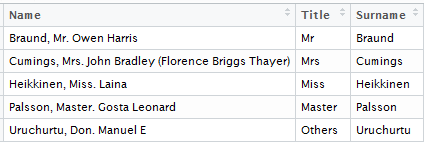 Name Title Surname
Braund, Mr. Owen Harris Mr Braund
Cumings, Mrs. John Bradley (Florence Briggs Thayer) Mrs Cumings
Heikkinen, Miss. Laina Miss Heikkinen
Palsson, Master. Gosta Leonard Master Palsson
Uruchurtu, Don. Manuel E Others Uruchurtu